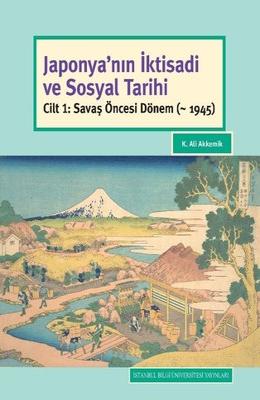 Japonya'nın İktisadi
ve Sosyal Tarihi
Cilt 1: Savaş Öncesi Dönem (~ 1945)
K. Ali Akkemik
İSTANBUL BİLGİ ÜNİVERSİTESİ YAYINLARI